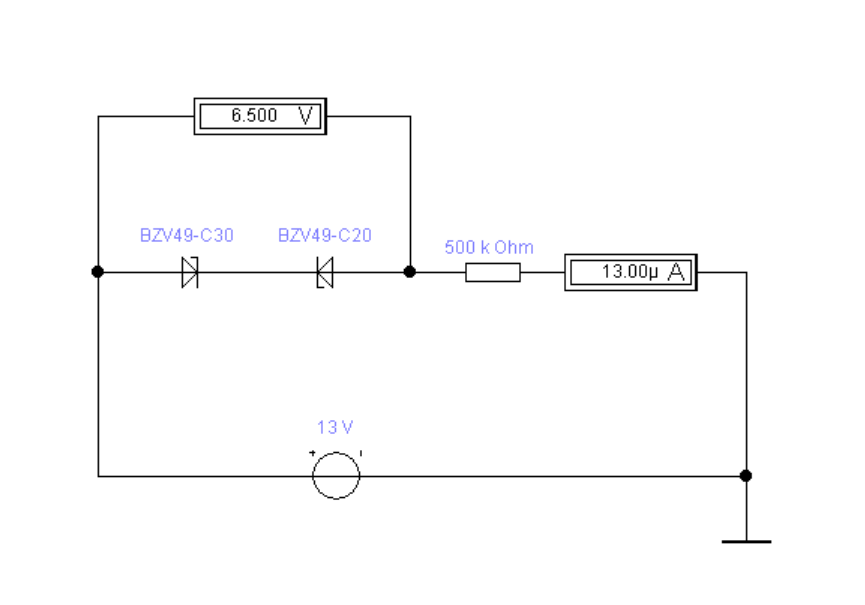 6.500 V
BZV49-C30 BZV49-C20
500 k Ohm
13.00µ A
13 V
+ -